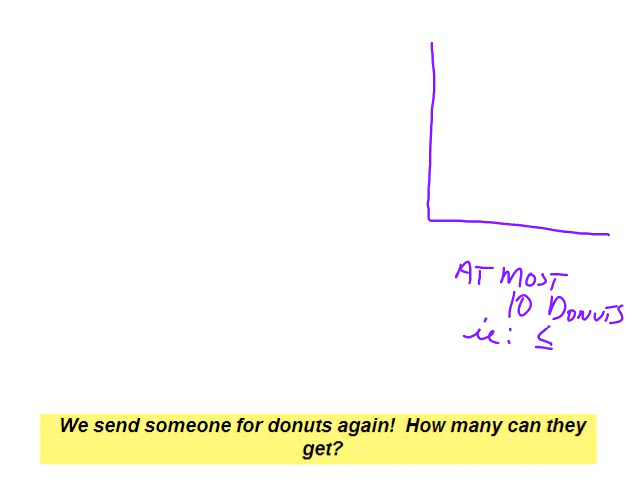 AT MOST
10 DONUTS
ie: ≤
We send someone for donuts again! How many can they
get?